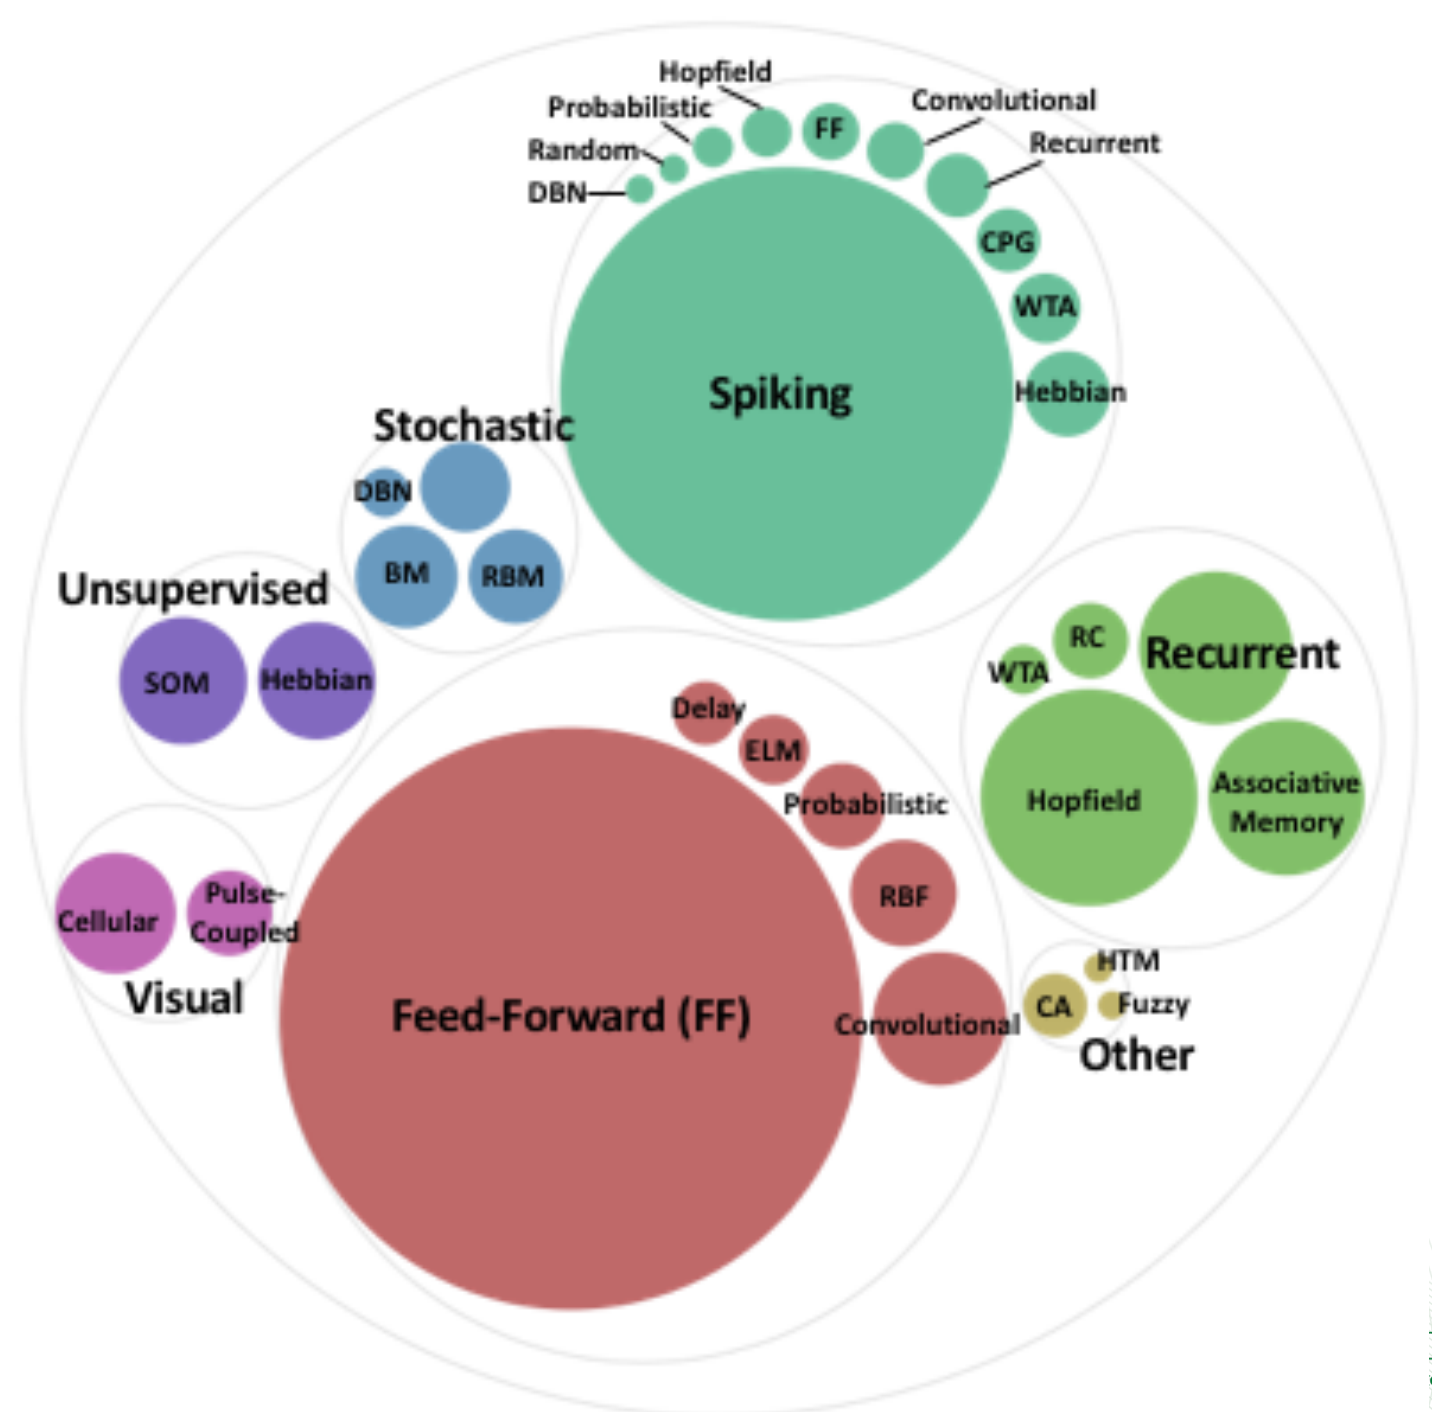 Hopfield
Probabilistic
FF
Convolutional
Random
Recurrent
DBN
CPG
WTA
Spiking
Hebbian
Stochastic
DBN
BM
RBM
Unsupervised
SOM
Hebbian
RC
WTA
Recurrent
Hopfield
Associative
Memory
Delay
ELM
Probabilistic
RBF
Feed-Forward (FF)
Convolutional
Cellular
Pulse-
Coupled
Visual
HTM
CA
Fuzzy
Other